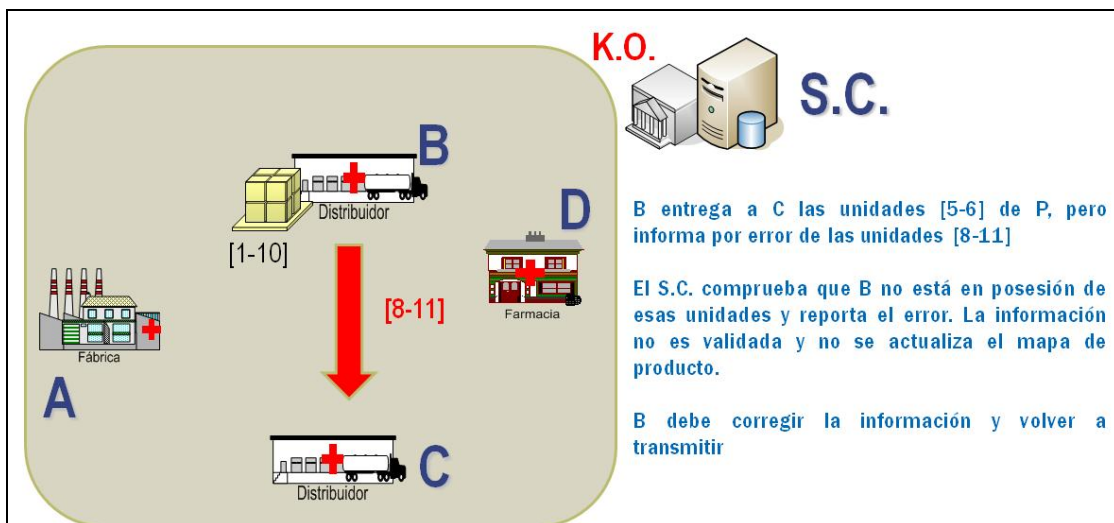 K.O.
S.C.
B
Distribuidor
[1-10]
D
Farmacia
[8-11]
Fábrica
A
C
Distribuidor
B entrega a C las unidades [5-6] de P, pero
informa por error de las unidades [8-11]
El S.C. comprueba que B no está en posesión de
esas unidades y reporta el error. La información
no es validada y no se actualiza el mapa de
producto.
B debe corregir la información y volver a
transmitir